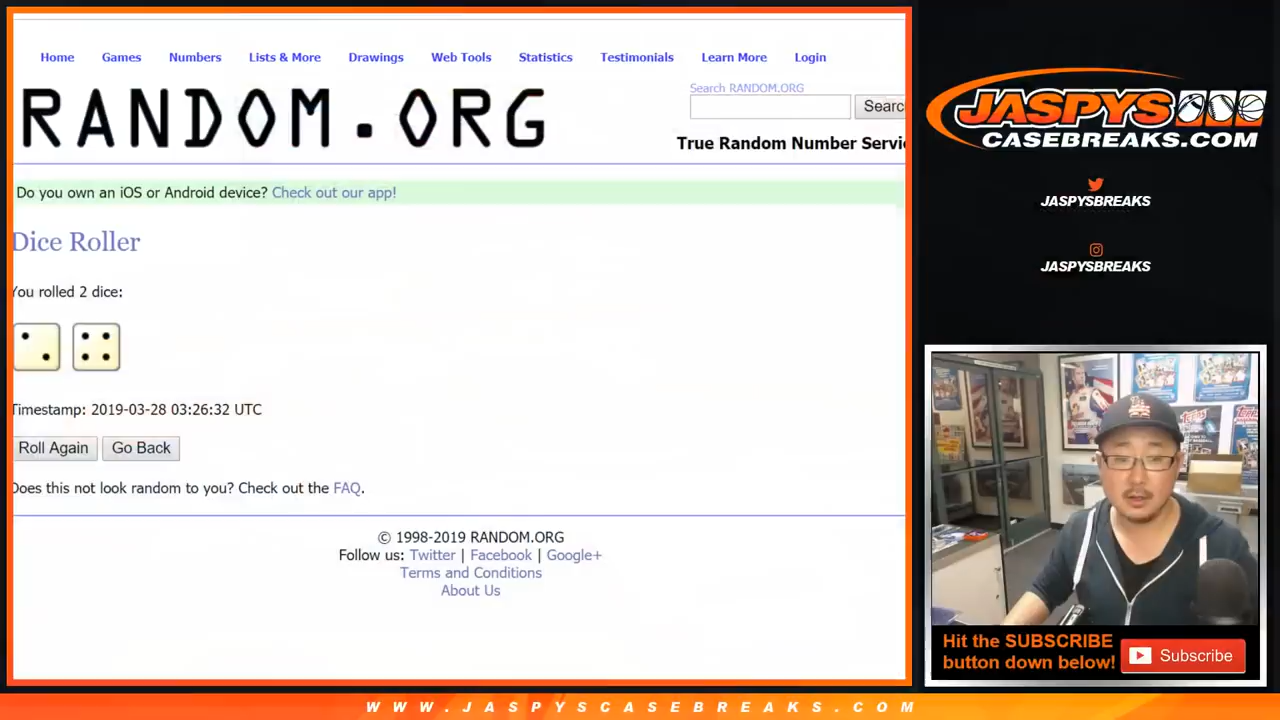 Home Games Numbers Lists & More Drawings Web Tools Statistics Testimonials Learn More Login
Search RANDOM.ORG
RANDOM.ORG
Searc
True Random Number Servi
Do you own an iOS or Android device? Check out our app!
Dice Roller
You rolled 2 dice:
Timestamp: 2019-03-28 03:26:32 UTC
Roll Again Go Back
Does this not look random to you? Check out the FAQ.
© 1998-2019 RANDOM.ORG
Follow us: Twitter | Facebook | Google+
Terms and Conditions
About Us
JASPYS
CASEBREAKS.COM
JASPYSBREAKS
JASPYSBREAKS
Topps
Hit the SUBSCRIBE
button down below!
Subscribe
WWW.JASPYSCASEBREAKS.COM